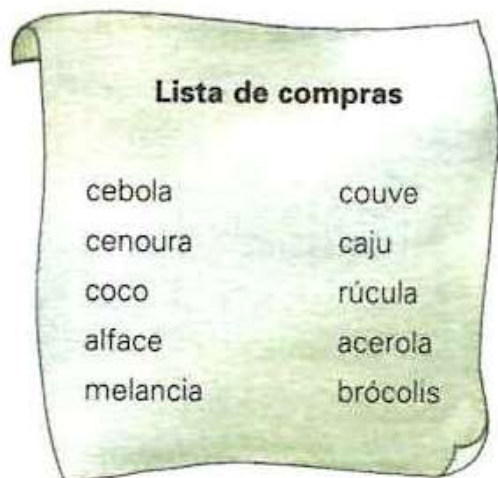 Lista de compras
cebola couve
cenoura caju
coco rúcula
alface acerola
melancia brócolis